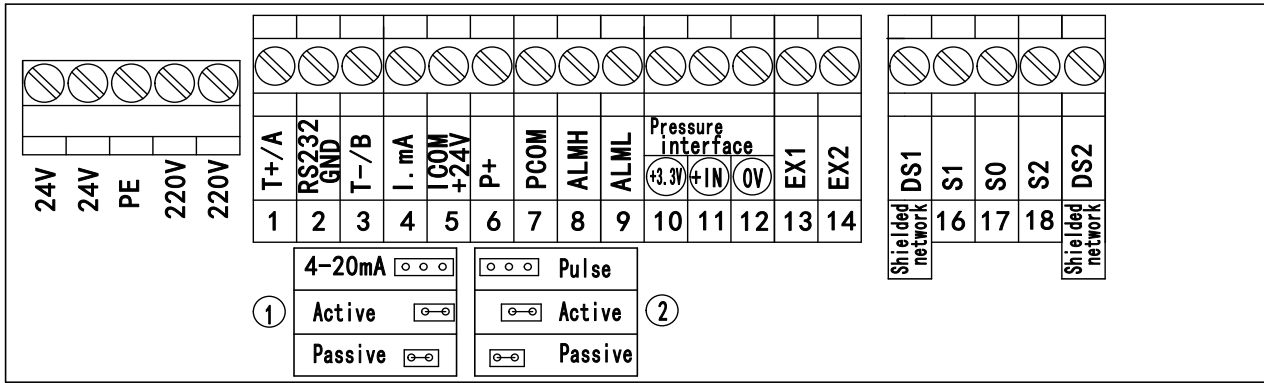 24V
24V
PE
220V
220V
T+/A
RS232
GND
T-/B
I.mA
ICOM
+24V
P+
PCOM
ALMH
ALML
Pressure
interface
+3.3V
+IN
0V
EX1
EX2
1 2 3 4 5 6 7 8 9 10 11 12 13 14
DS1
S1
S0
S2
DS2
Shielded
network
16 17 18
Shielded
network
4-20mA
Active
Passive
1
Pulse
Active
Passive
2